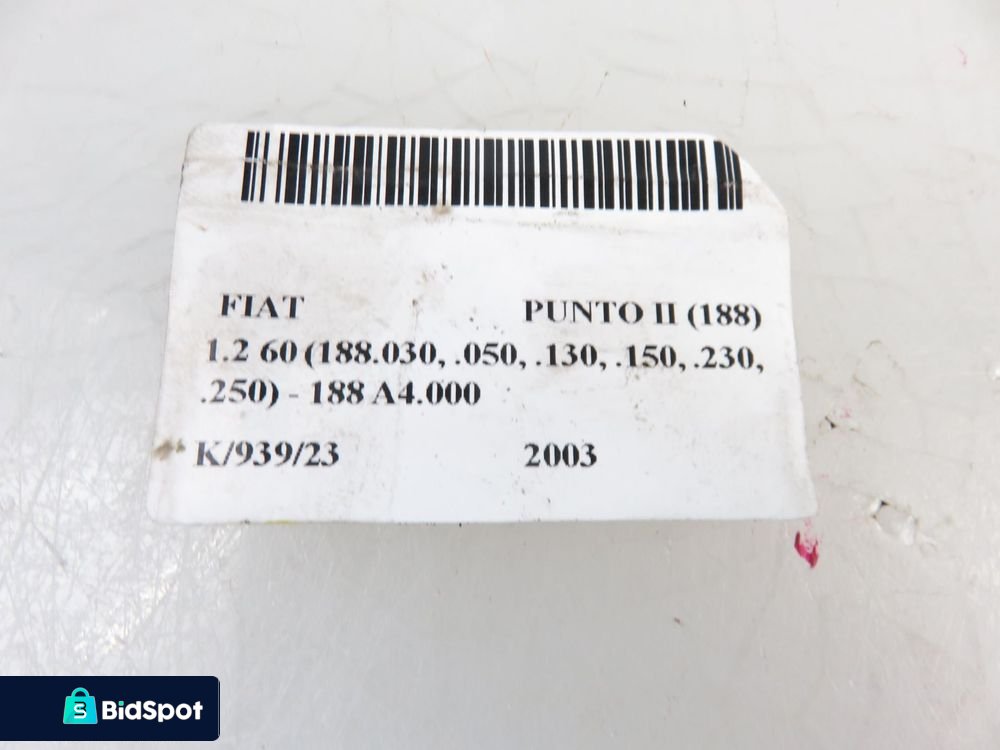 FIAT PUNTO II (188)
1.2 60 (188.030, .050, .130, .150, .230,
.250) - 188 A4.000
K/939/23 2003
BidSpot